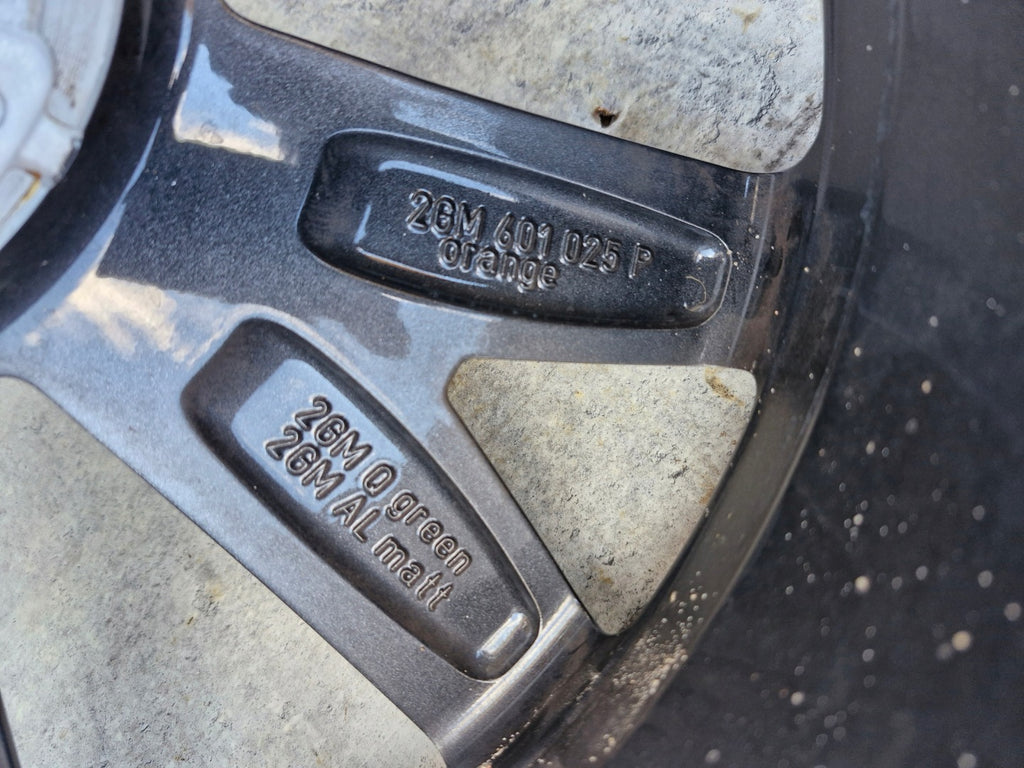 2GM 601 025 P
orange
2GM Q green
2GM AL matt